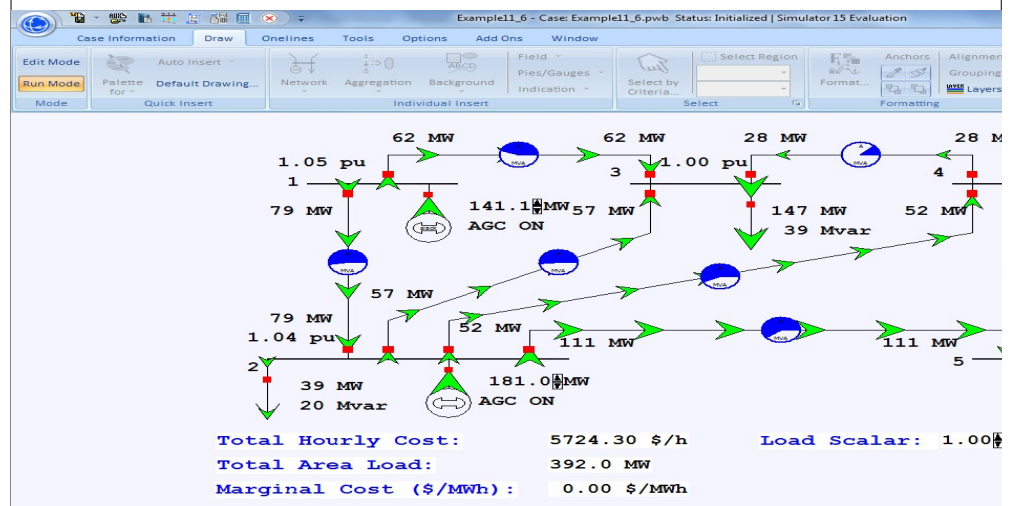 Example11_6 - Case: Example11_6.pwb Status: Initialized | Simulator 15 Evaluation
Case Information Draw Onelines Tools Options Add Ons Window
Edit Mode Auto Insert Select Region Anchors Alignmen
Field
Run Mode Palette for Default Drawing... Network Aggregation Background Pies/Gauges Select by Criteria... Format... Grouping
ABCD
Indication Layers
Mode Quick Insert Individual Insert Select Formatting
62 MW 62 MW 28 MW 28 M
A
MVA
1.05 pu 3 1.00 pu 4
1
79 MW 141.1 MW 57 MW 147 MW 52 MW
AGC ON 39 Mvar
MVA
57 MW
79 MW 52 MW
1.04 pu 111 MW 111 MW
2 5
39 MW 181.0 MW
20 Mvar AGC ON
Total Hourly Cost: 5724.30 $/h Load Scalar: 1.00
Total Area Load: 392.0 MW
Marginal Cost ($/MWh): 0.00 $/MWh